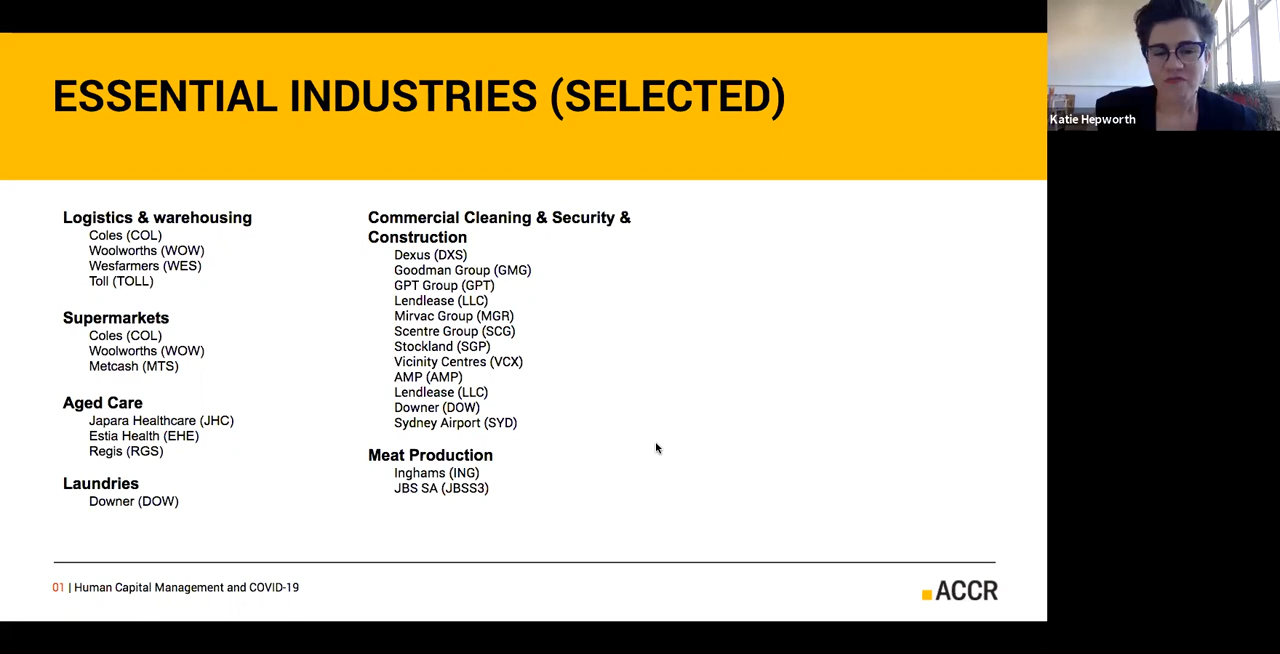 ESSENTIAL INDUSTRIES (SELECTED)
Katie Hepworth
Logistics & warehousing
Coles (COL)
Woolworths (WOW)
Wesfarmers (WES)
Toll (TOLL)
Supermarkets
Coles (COL)
Woolworths (WOW)
Metcash (MTS)
Aged Care
Japara Healthcare (JHC)
Estia Health (EHE)
Regis (RGS)
Laundries
Downer (DOW)
Commercial Cleaning & Security &
Construction
Dexus (DXS)
Goodman Group (GMG)
GPT Group (GPT)
Lendlease (LLC)
Mirvac Group (MGR)
Scentre Group (SCG)
Stockland (SGP)
Vicinity Centres (VCX)
AMP (AMP)
Lendlease (LLC)
Downer (DOW)
Sydney Airport (SYD)
Meat Production
Inghams (ING)
JBS SA (JBSS3)
01 | Human Capital Management and COVID-19
ACCR